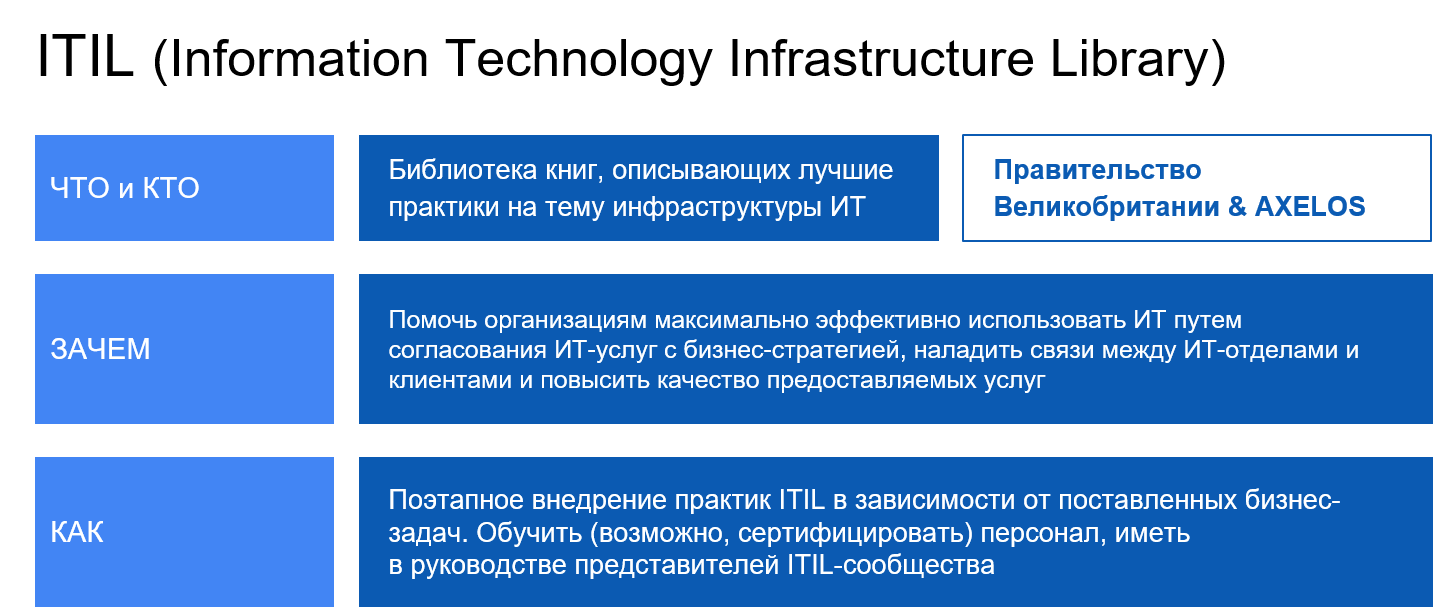 ITIL (Information Technology Infrastructure Library)
ЧТО и КТО
Библиотека книг, описывающих лучшие
практики на тему инфраструктуры ИТ
Правительство
Великобритании & AXELOS
ЗАЧЕМ
Помочь организациям максимально эффективно использовать ИТ путем
согласования ИТ-услуг с бизнес-стратегией, наладить связи между ИТ-отделами и
клиентами и повысить качество предоставляемых услуг
КАК
Поэтапное внедрение практик ITIL в зависимости от поставленных бизнес-
задач. Обучить (возможно, сертифицировать) персонал, иметь
в руководстве представителей ITIL-сообщества